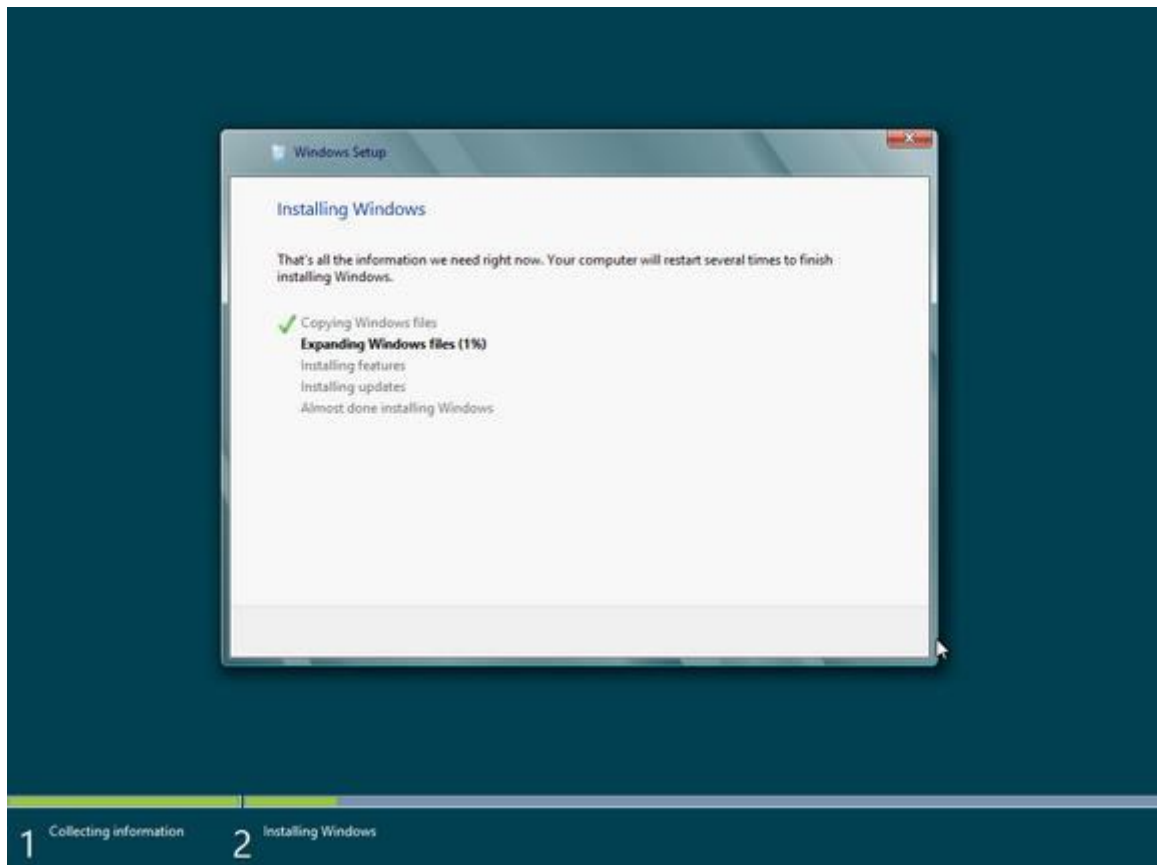 Windows Setup
Installing Windows
That's all the information we need right now. Your computer will restart several times to finish
installing Windows.
Copying Windows files
Expanding Windows files (1%)
Installing features
Installing updates
Almost done installing Windows
1 Collecting information
2 Installing Windows